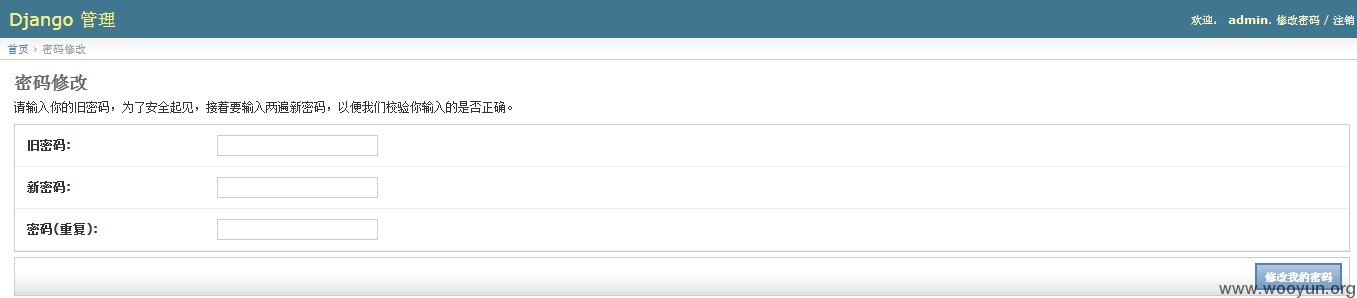 Django 管理
欢迎， admin. 修改密码 / 注销
首页 › 密码修改
密码修改
请输入你的旧密码，为了安全起见，接着要输入两遍新密码，以便我们校验你输入的是否正确。
旧密码:
新密码:
密码(重复):
修改我的密码
www.wooyun.org